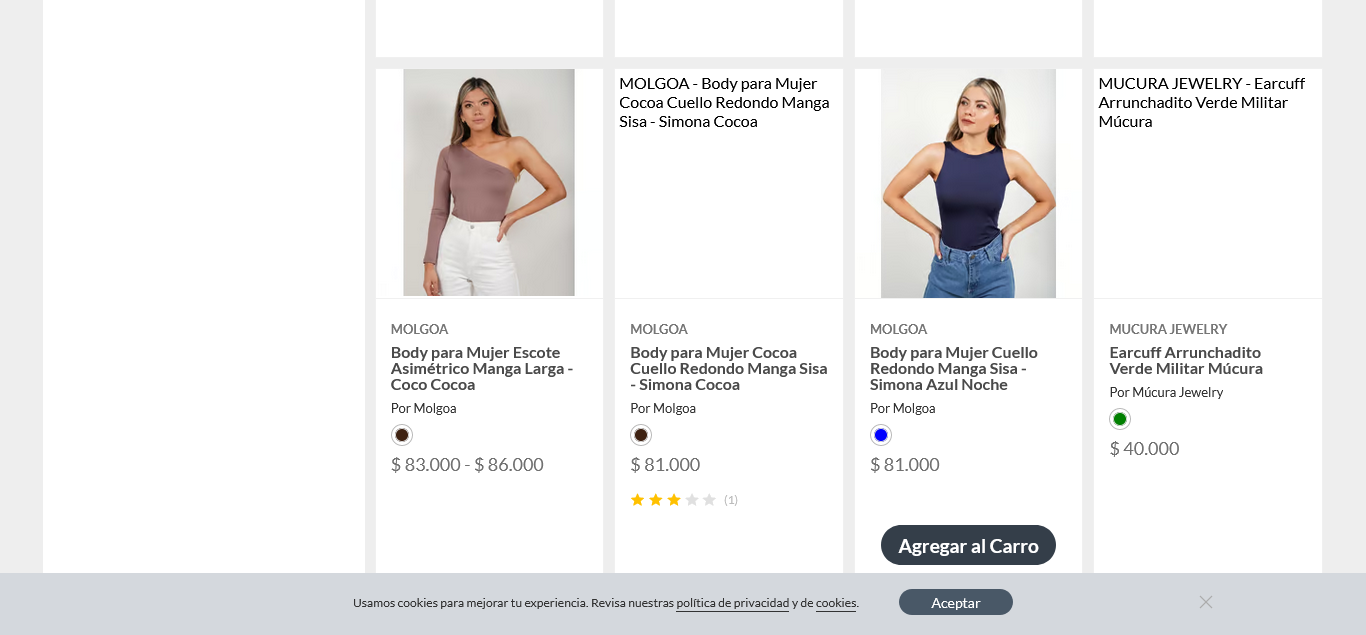 MOLGOA - Body para Mujer
Cocoa Cuello Redondo Manga
Sisa - Simona Cocoa
MUCURA JEWELRY - Earcuff
Arrunchadito Verde Militar
Múcura
MOLGOA
Body para Mujer Escote
Asimétrico Manga Larga -
Coco Cocoa
Por Molgoa
$ 83.000 - $ 86.000
MOLGOA
Body para Mujer Cocoa
Cuello Redondo Manga Sisa
- Simona Cocoa
Por Molgoa
$ 81.000
(1)
MOLGOA
Body para Mujer Cuello
Redondo Manga Sisa -
Simona Azul Noche
Por Molgoa
$ 81.000
Agregar al Carro
MUCURA JEWELRY
Earcuff Arrunchadito
Verde Militar Múcura
Por Múcura Jewelry
$ 40.000
Usamos cookies para mejorar tu experiencia. Revisa nuestras política de privacidad y de cookies.
Aceptar